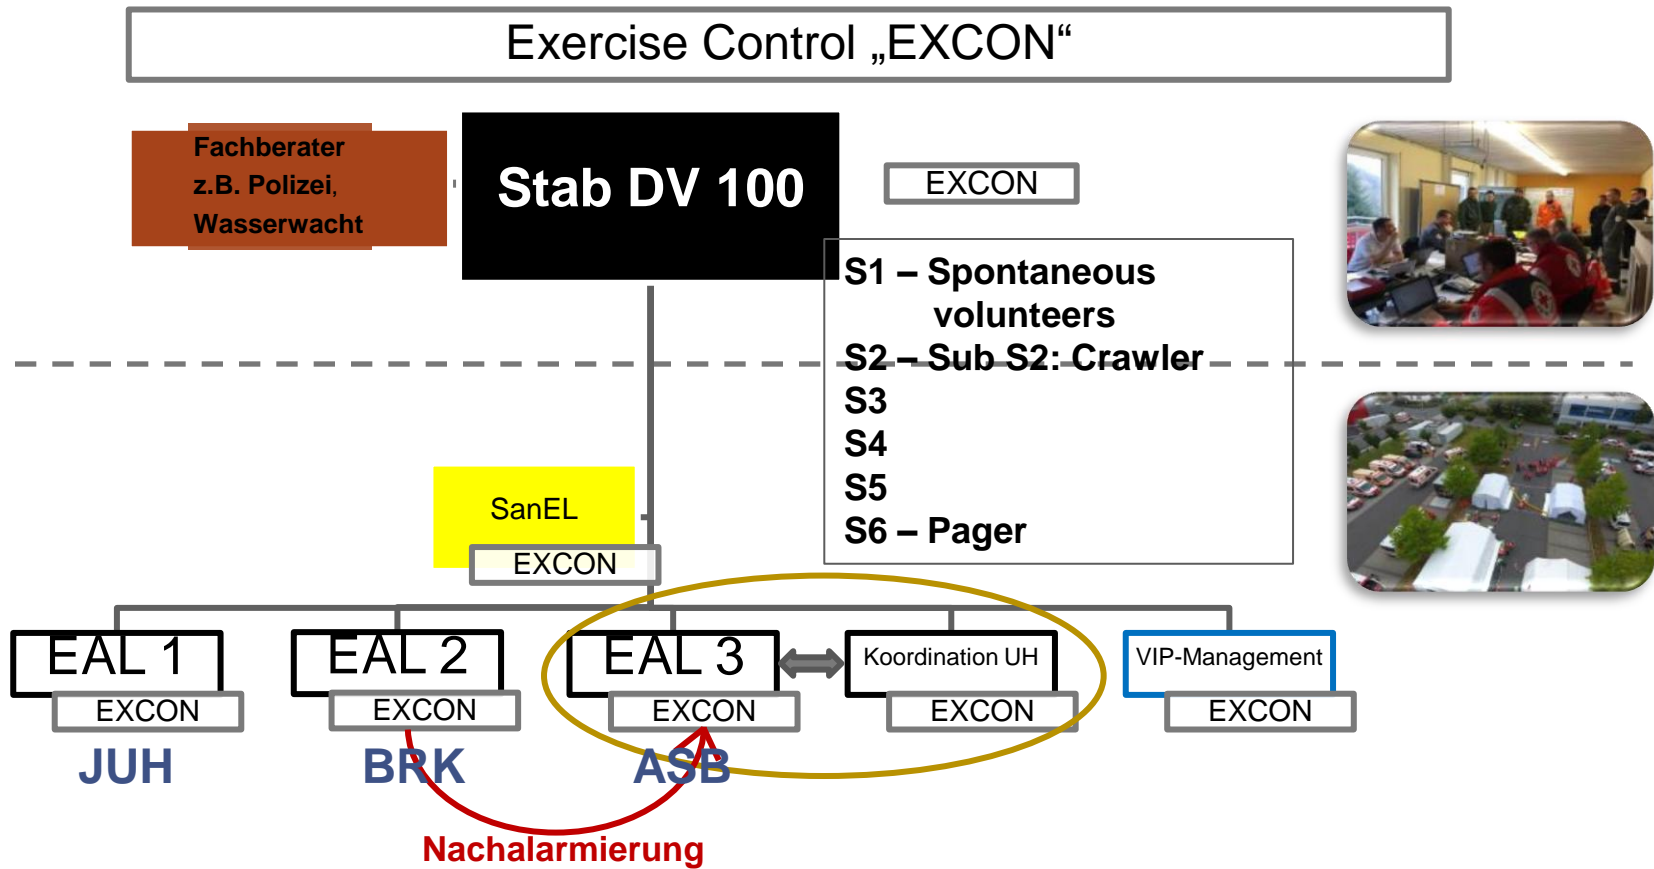 Exercise Control „EXCON“
Fachberater
z.B. Polizei,
Wasserwacht
Stab DV 100
EXCON
S1 – Spontaneous
volunteers
S2 – Sub S2: Crawler
S3
S4
S5
S6 – Pager
SanEL
EXCON
EAL 1
EXCON
JUH
EAL 2
EXCON
BRK
EAL 3
EXCON
ASB
Koordination UH
EXCON
VIP-Management
EXCON
Nachalarmierung